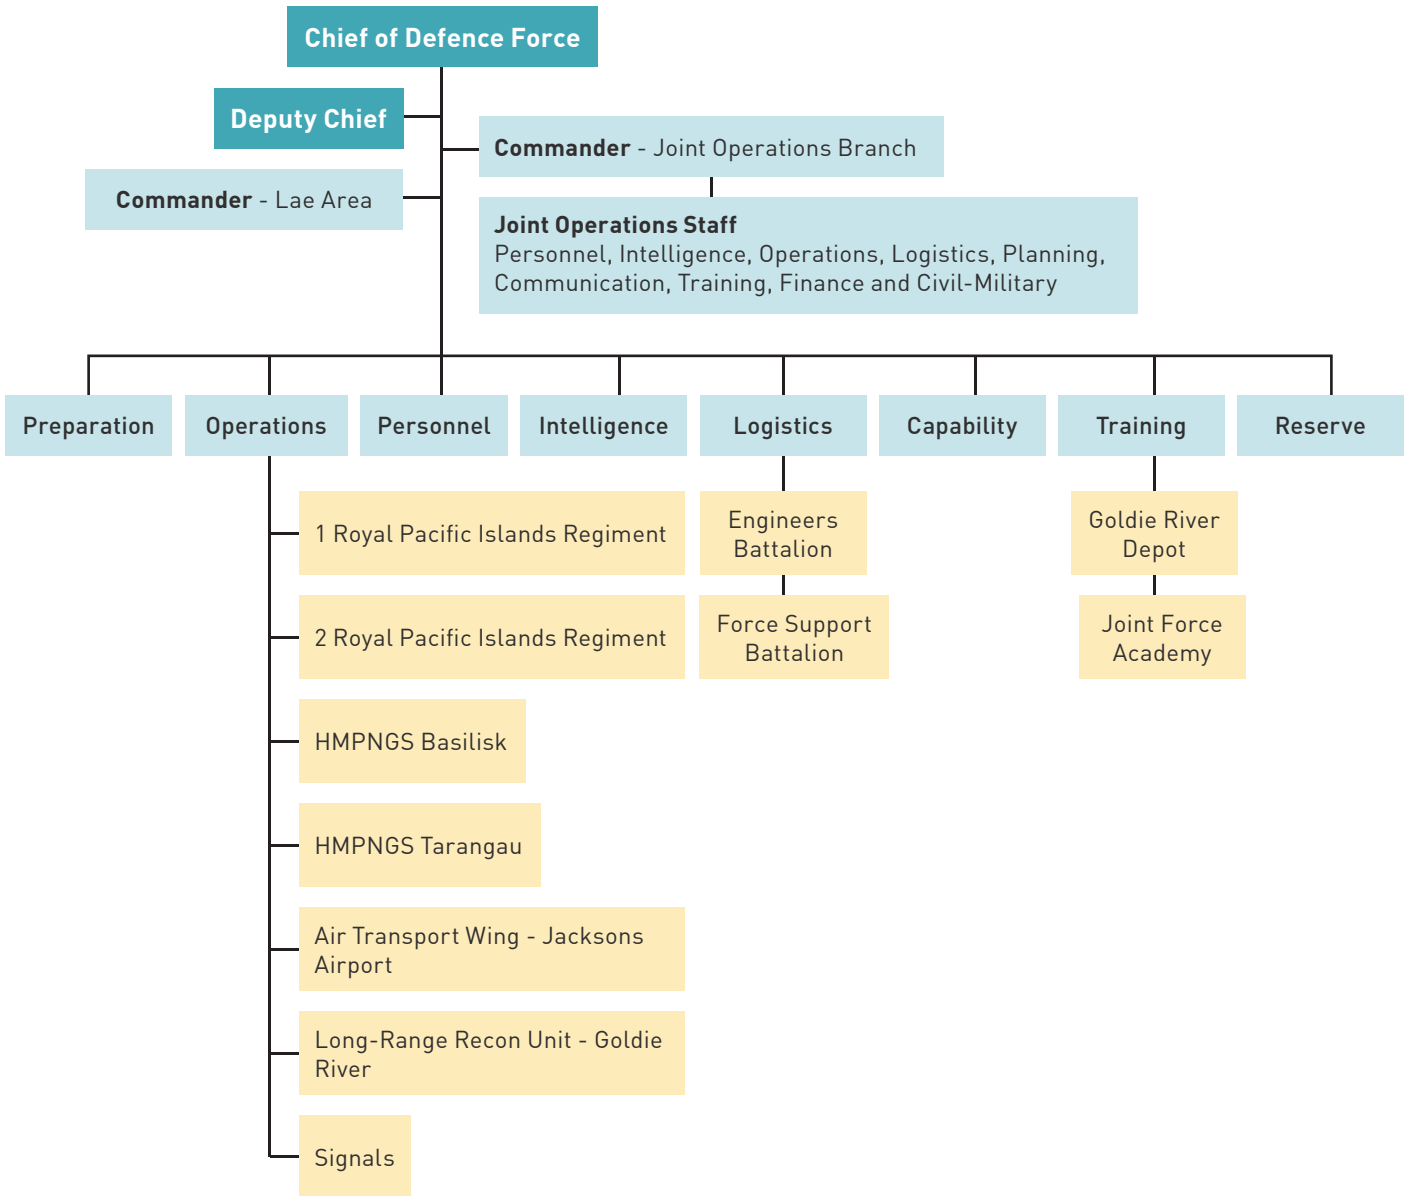 Chief of Defence Force
Deputy Chief
Commander - Joint Operations Branch
Commander - Lae Area
Joint Operations Staff
Personnel, Intelligence, Operations, Logistics, Planning,
Communication, Training, Finance and Civil-Military
Preparation
Operations
Personnel
Intelligence
Logistics
Capability
Training
Reserve
1 Royal Pacific Islands Regiment
2 Royal Pacific Islands Regiment
HMPNGS Basilisk
HMPNGS Tarangau
Air Transport Wing - Jacksons
Airport
Long-Range Recon Unit - Goldie
River
Signals
Engineers
Battalion
Force Support
Battalion
Goldie River
Depot
Joint Force
Academy